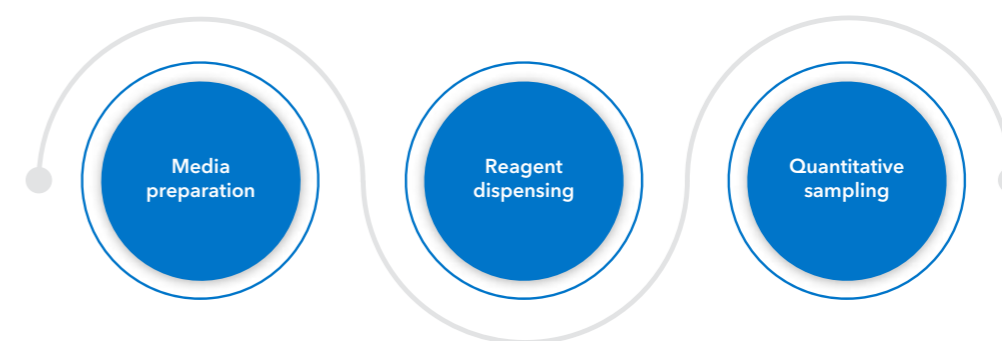 Media
preparation
Reagent
dispensing
Quantitative
sampling